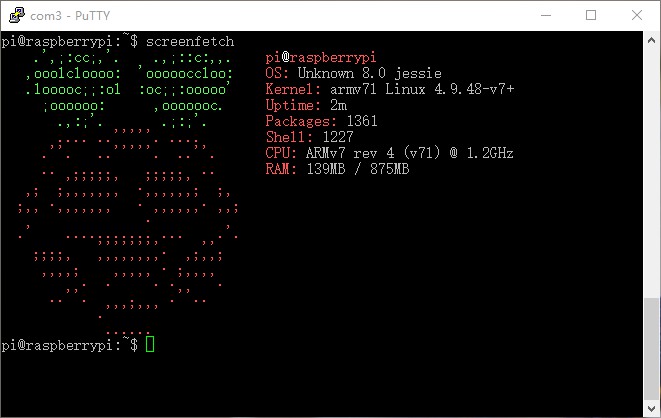 com3 - PuTTY
pi@raspberrypi:~$ screenfetch
pi@raspberrypi
OS: Unknown 8.0 jessie
Kernel: armv7l Linux 4.9.48-v7+
Uptime: 2m
Packages: 1361
Shell: 1227
CPU: ARMv7 rev 4 (v7l) @ 1.2GHz
RAM: 139MB / 875MB
pi@raspberrypi:~$